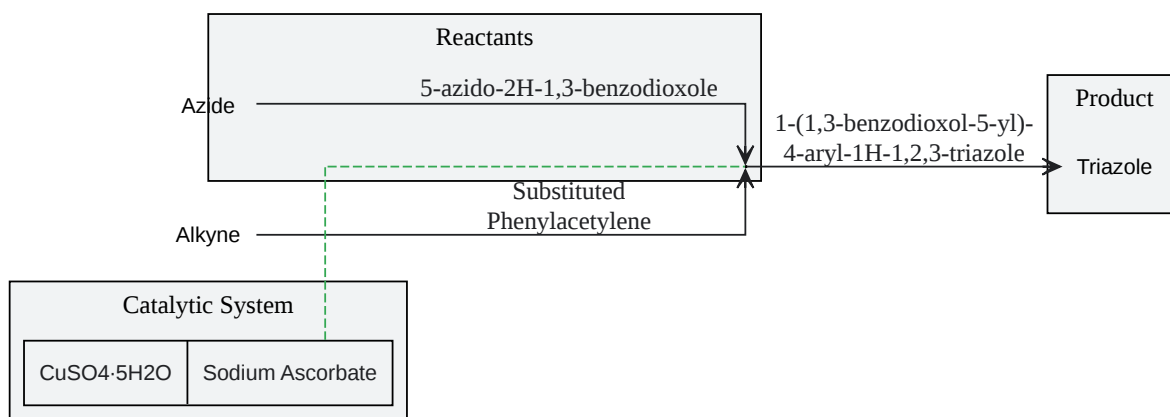 Reactants
5-azido-2H-1,3-benzodioxole
Azide
Product
1-(1,3-benzodioxol-5-yl)-
4-aryl-1H-1,2,3-triazole
Triazole
Substituted
Phenylacetylene
Alkyne
Catalytic System
CuSO4·5H2O
Sodium Ascorbate